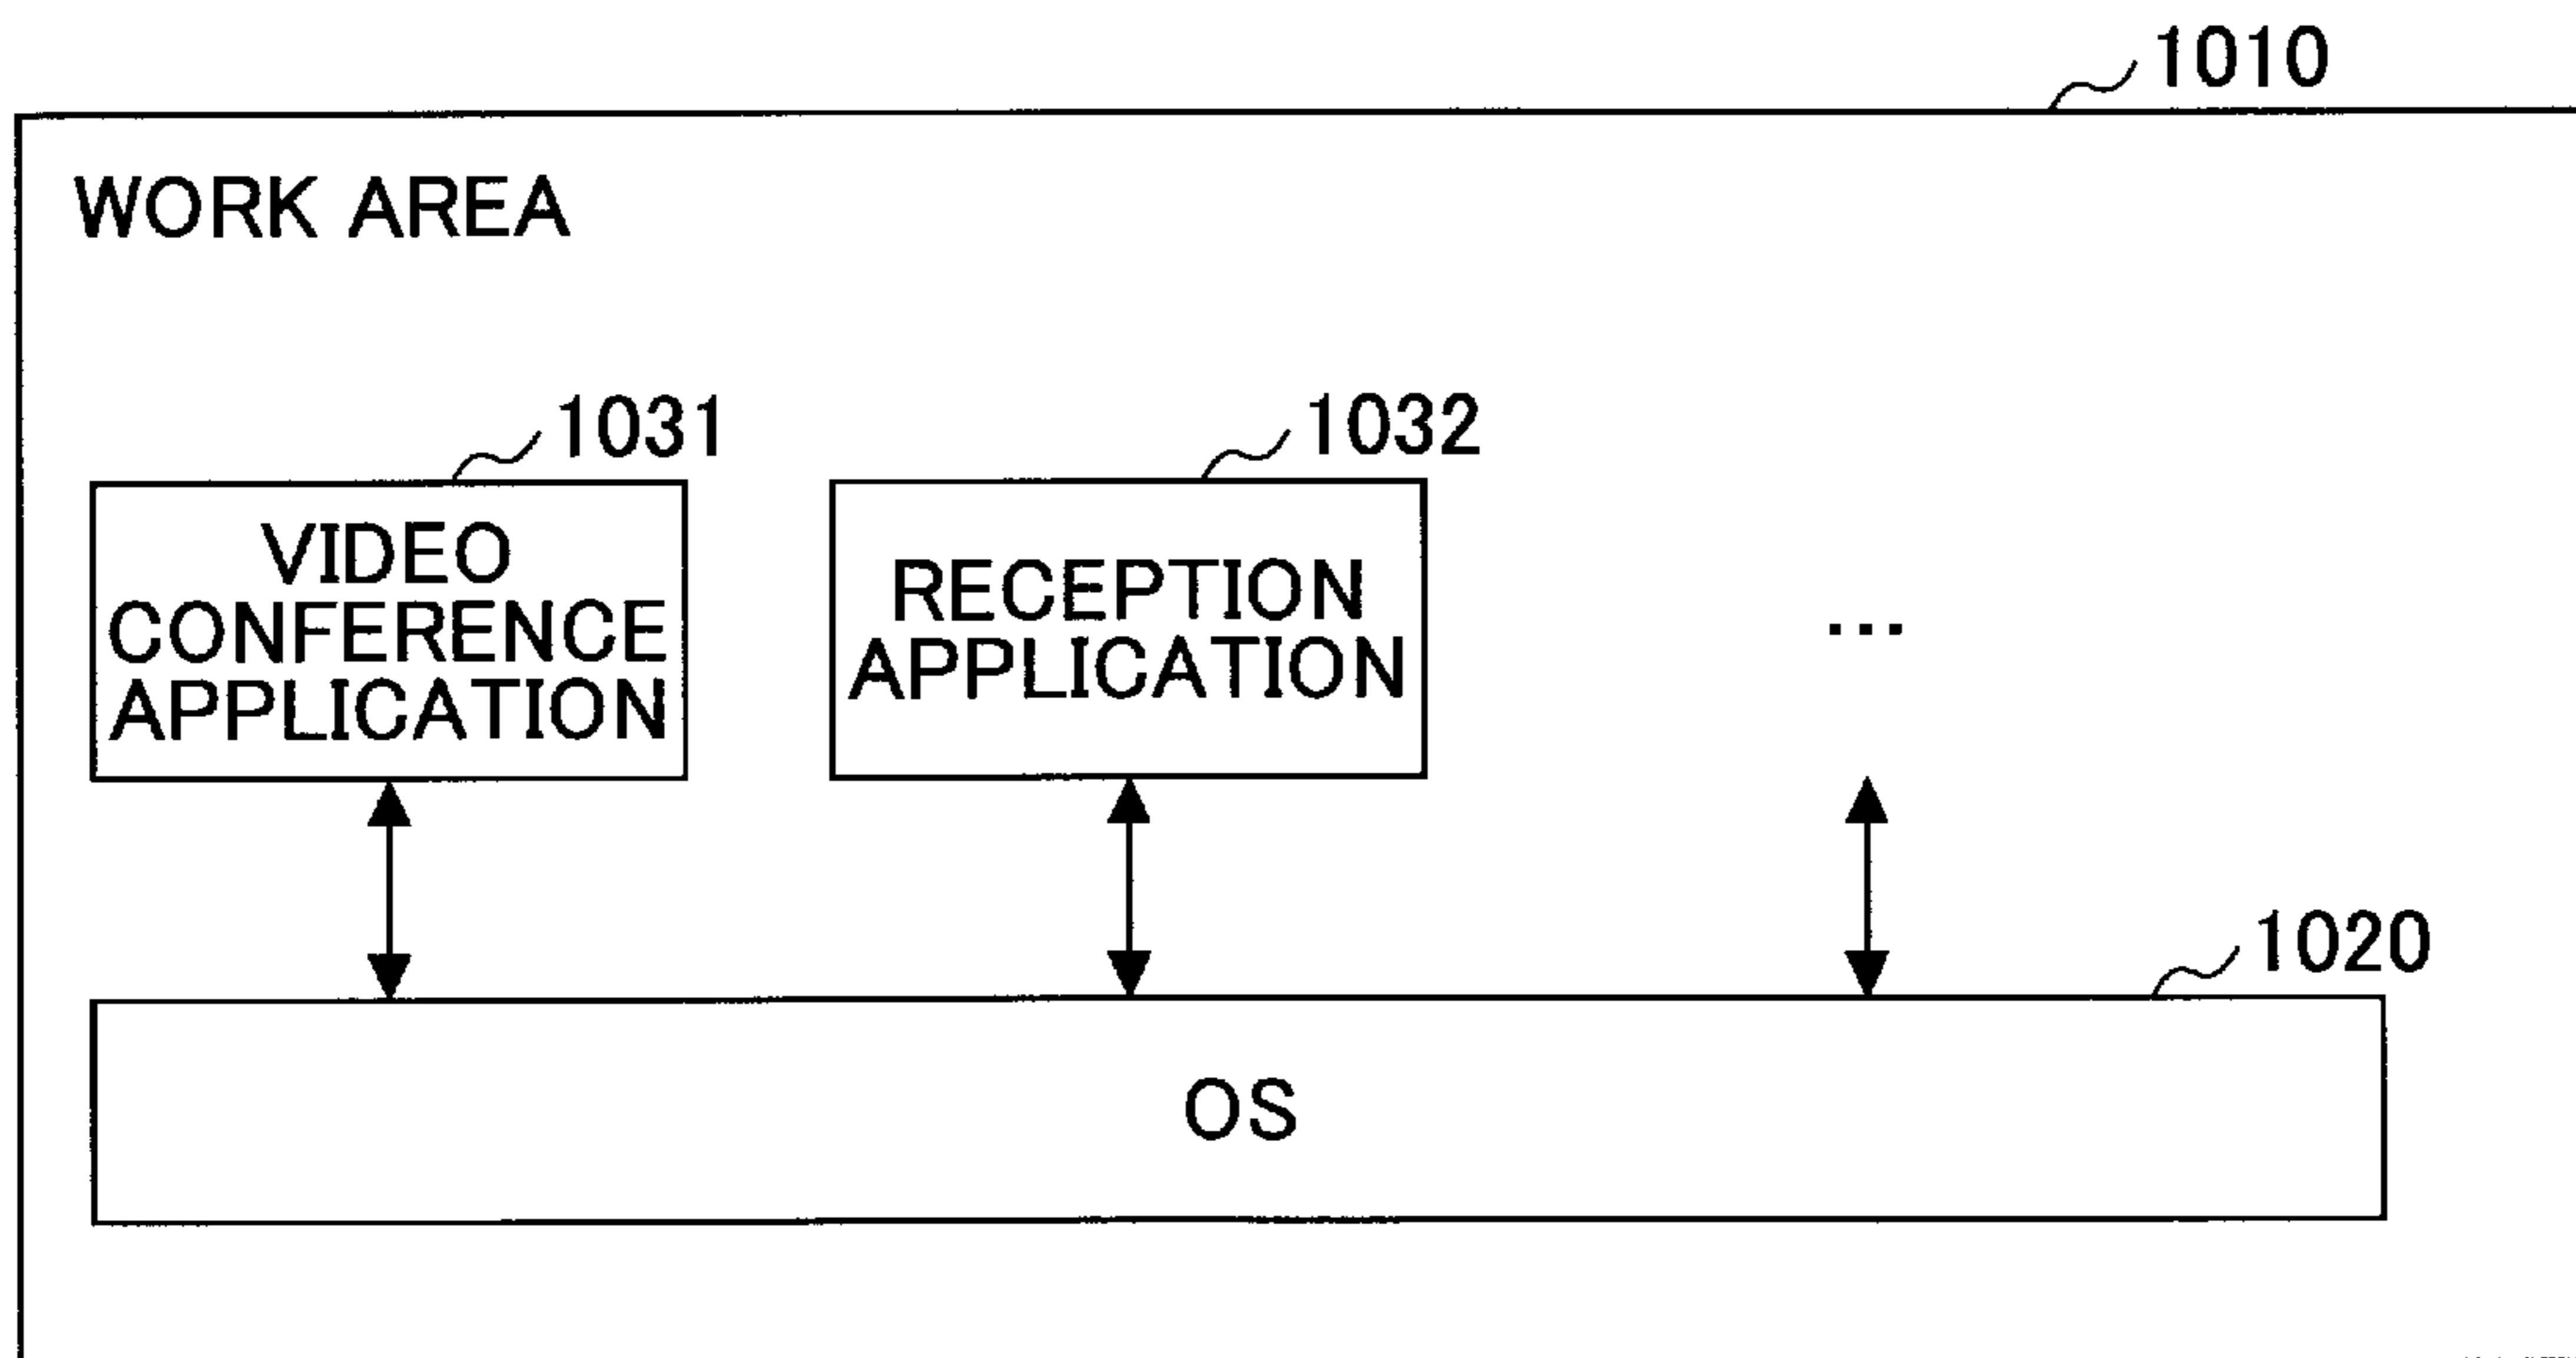 1010
WORK AREA
1031
1032
VIDEO
CONFERENCE
APPLICATION
RECEPTION
APPLICATION
...
1020
OS